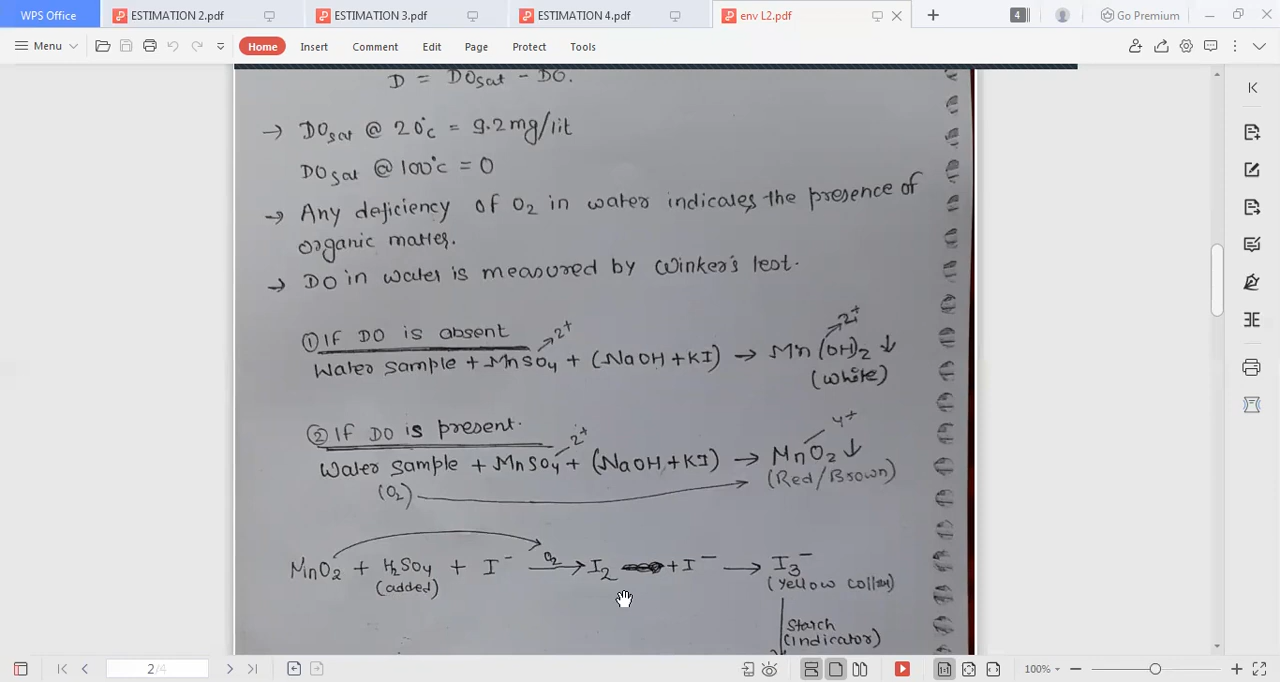 WPS Office
ESTIMATION 2.pdf
ESTIMATION 3.pdf
ESTIMATION 4.pdf
env L2.pdf
4
Go Premium
Menu
Home
Insert
Comment
Edit
Page
Protect
Tools
D = DOsat - DO.
→ DOsat @ 20°c = 9.2mg/lit
DOsat @ 100°c = 0
→ Any deficiency of O2 in water indicates the presence of
organic matter.
→ DO in water is measured by Winker's test.
① If DO is absent
2+
2+
Water sample + MnSO4 + (NaOH + KI) → Mn(OH)2 ↓
(White)
② If DO is present.
2+
4+
Water sample + MnSO4 + (NaOH + KI) → MnO2 ↓
(O2)
(Red/Brown)
MnO2 + H2SO4 + I⁻ O2→ I2 + I⁻ → I3⁻
(added)
(Yellow
Starch
(indicator)
2/4
100%